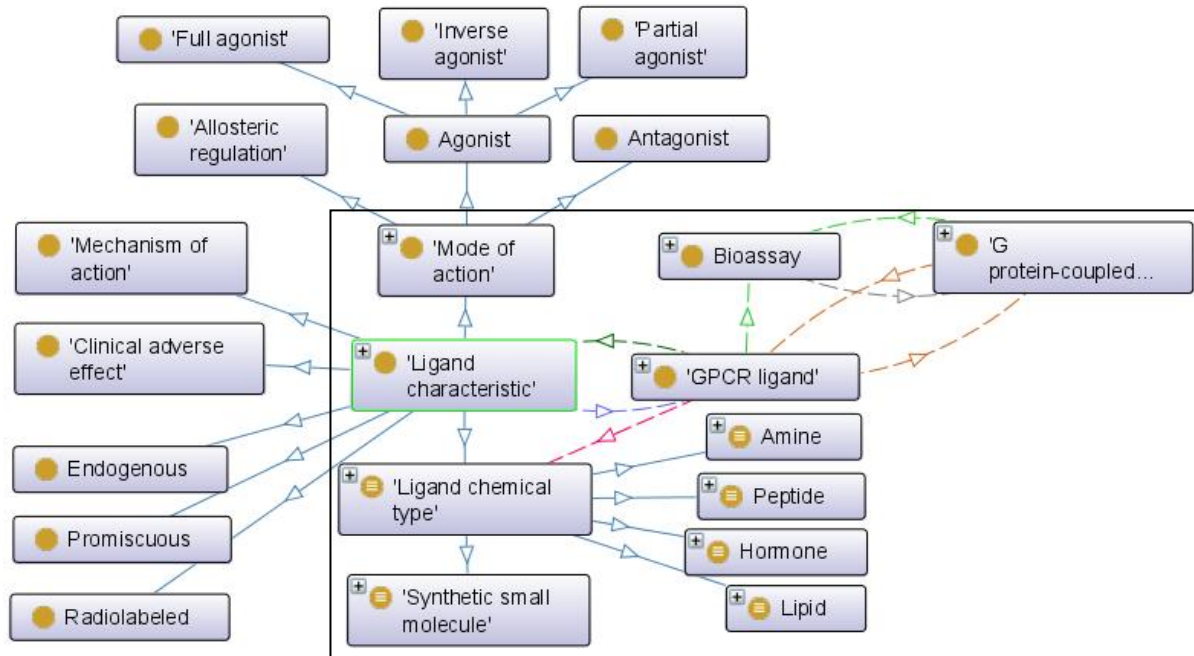 'Full agonist'
'Inverse
agonist'
'Partial
agonist'
'Allosteric
regulation'
Agonist
Antagonist
'Mechanism of
action'
'Mode of
action'
Bioassay
'G
protein-coupled...
'Clinical adverse
effect'
'Ligand
characteristic'
'GPCR ligand'
Endogenous
'Ligand chemical
type'
Amine
Peptide
Promiscuous
Hormone
Radiolabeled
'Synthetic small
molecule'
Lipid